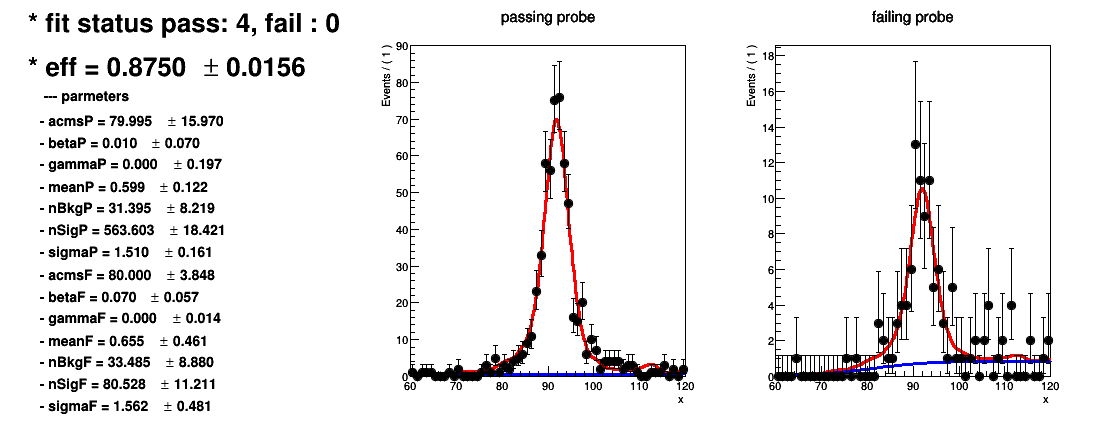 * fit status pass: 4, fail : 0
* eff = 0.8750 ± 0.0156
--- parmeters
- acmsP = 79.995 ± 15.970
- betaP = 0.010 ± 0.070
- gammaP = 0.000 ± 0.197
- meanP = 0.599 ± 0.122
- nBkgP = 31.395 ± 8.219
- nSigP = 563.603 ± 18.421
- sigmaP = 1.510 ± 0.161
- acmsF = 80.000 ± 3.848
- betaF = 0.070 ± 0.057
- gammaF = 0.000 ± 0.014
- meanF = 0.655 ± 0.461
- nBkgF = 33.485 ± 8.880
- nSigF = 80.528 ± 11.211
- sigmaF = 1.562 ± 0.481
passing probe
Events / ( 1 )
90
80
70
60
50
40
30
20
10
0
60 70 80 90 100 110 120
x
failing probe
Events / ( 1 )
18
16
14
12
10
8
6
4
2
0
60 70 80 90 100 110 120
x